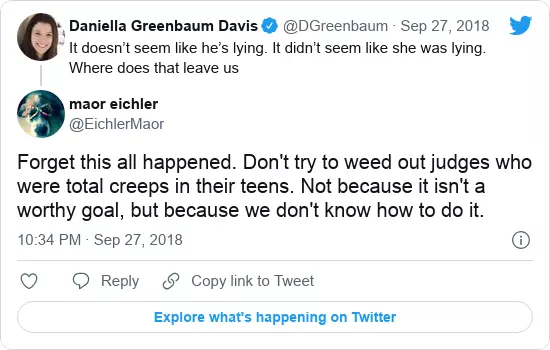 Daniella Greenbaum Davis @DGreenbaum · Sep 27, 2018
It doesn’t seem like he’s lying. It didn’t seem like she was lying.
Where does that leave us
maor eichler
@EichlerMaor
Forget this all happened. Don't try to weed out judges who
were total creeps in their teens. Not because it isn't a
worthy goal, but because we don't know how to do it.
10:34 PM · Sep 27, 2018
Reply Copy link to Tweet
Explore what's happening on Twitter